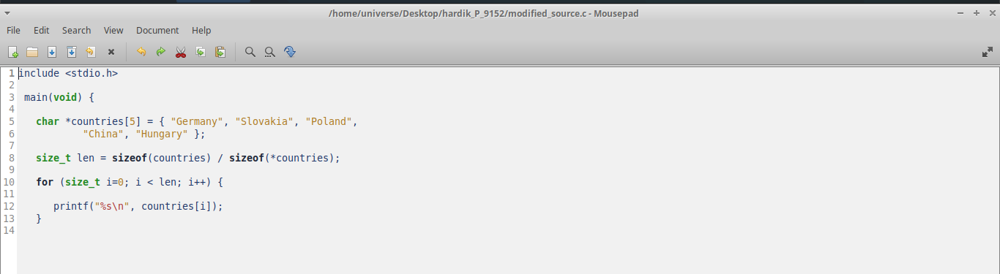 /home/universe/Desktop/hardik_P_9152/modified_source.c - Mousepad
File Edit Search View Document Help
1 include <stdio.h>
2
3  main(void) {
4
5    char *countries[5] = { "Germany", "Slovakia", "Poland",
6            "China", "Hungary" };
7
8    size_t len = sizeof(countries) / sizeof(*countries);
9
10    for (size_t i=0; i < len; i++) {
11
12       printf("%s\n", countries[i]);
13    }
14